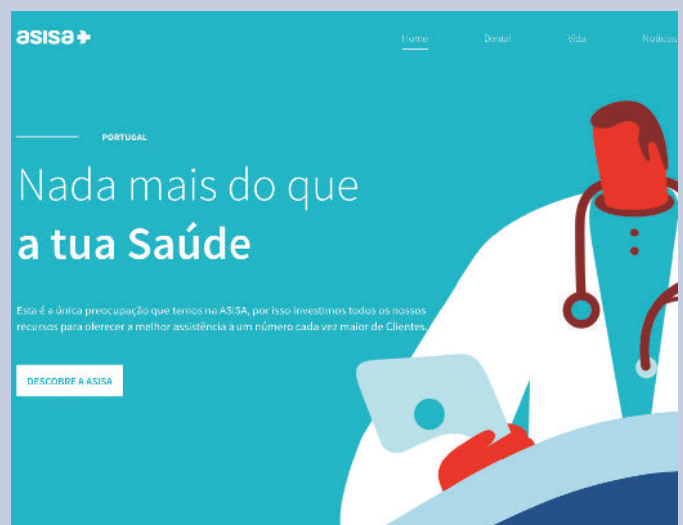 asisa+
Home Dental Vida Notícias
PORTUGAL
Nada mais do que
a tua Saúde
Esta é a única preocupação que temos na ASISA, por isso investimos todos os nossos
recursos para oferecer a melhor assistência a um número cada vez maior de Clientes.
DESCOBRE A ASISA